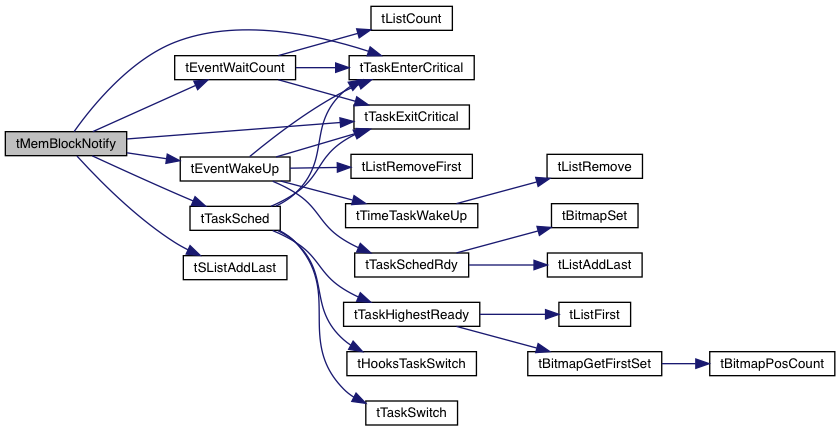 tListCount
tEventWaitCount
tTaskEnterCritical
tTaskExitCritical
tMemBlockNotify
tEventWakeUp
tListRemoveFirst
tListRemove
tTimeTaskWakeUp
tTaskSched
tBitmapSet
tSListAddLast
tTaskSchedRdy
tListAddLast
tTaskHighestReady
tListFirst
tHooksTaskSwitch
tBitmapGetFirstSet
tBitmapPosCount
tTaskSwitch